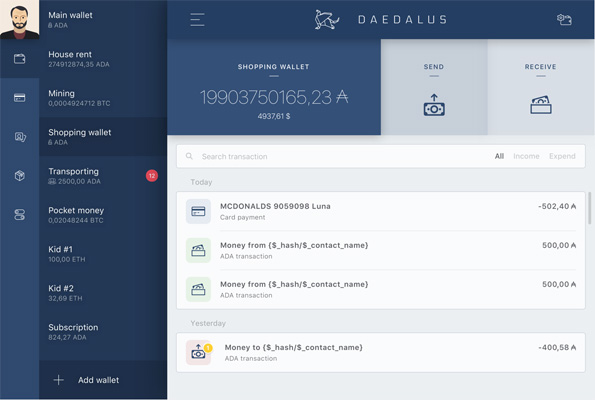 Main wallet
8 ADA
House rent
274912874,35 ADA
Mining
0,0004924712 BTC
Shopping wallet
8 ADA
Transporting
2500,00 ADA
12
Pocket money
0,02048244 BTC
Kid #1
100,00 ETH
Kid #2
32,69 ETH
Subscription
824,27 ADA
Add wallet
DAEDALUS
SHOPPING WALLET
19903750165,23 ₳
4937,61 $
SEND
RECEIVE
Search transaction
All Income Expend
Today
MCDONALDS 9059098 Luna -502,40 ₳
Card payment
Money from {$_hash/$_contact_name} 500,00 ₳
ADA transaction
Money from {$_hash/$_contact_name} 500,00 ₳
ADA transaction
Yesterday
Money to {$_hash/$_contact_name} -400,58 ₳
ADA transaction